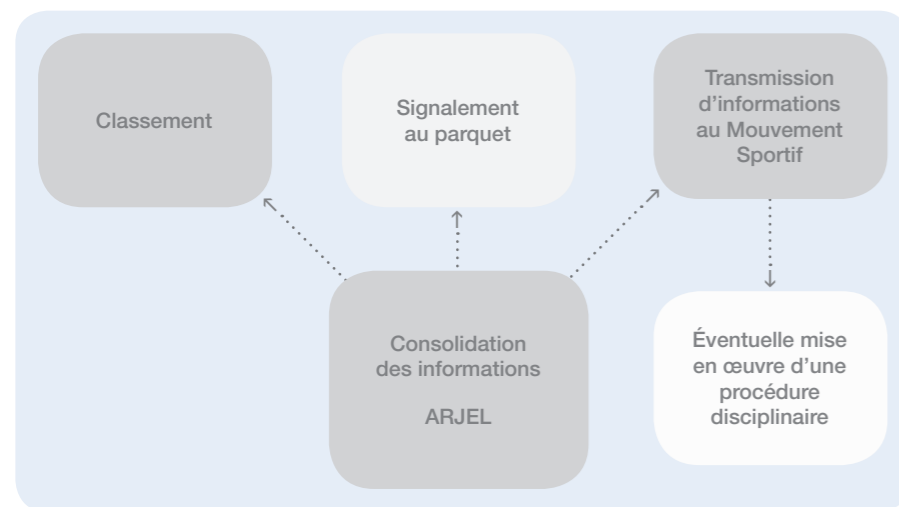 Classement
Signalement
au parquet
Transmission
d’informations
au Mouvement
Sportif
Consolidation
des informations
ARJEL
Éventuelle mise
en œuvre d’une
procédure
disciplinaire